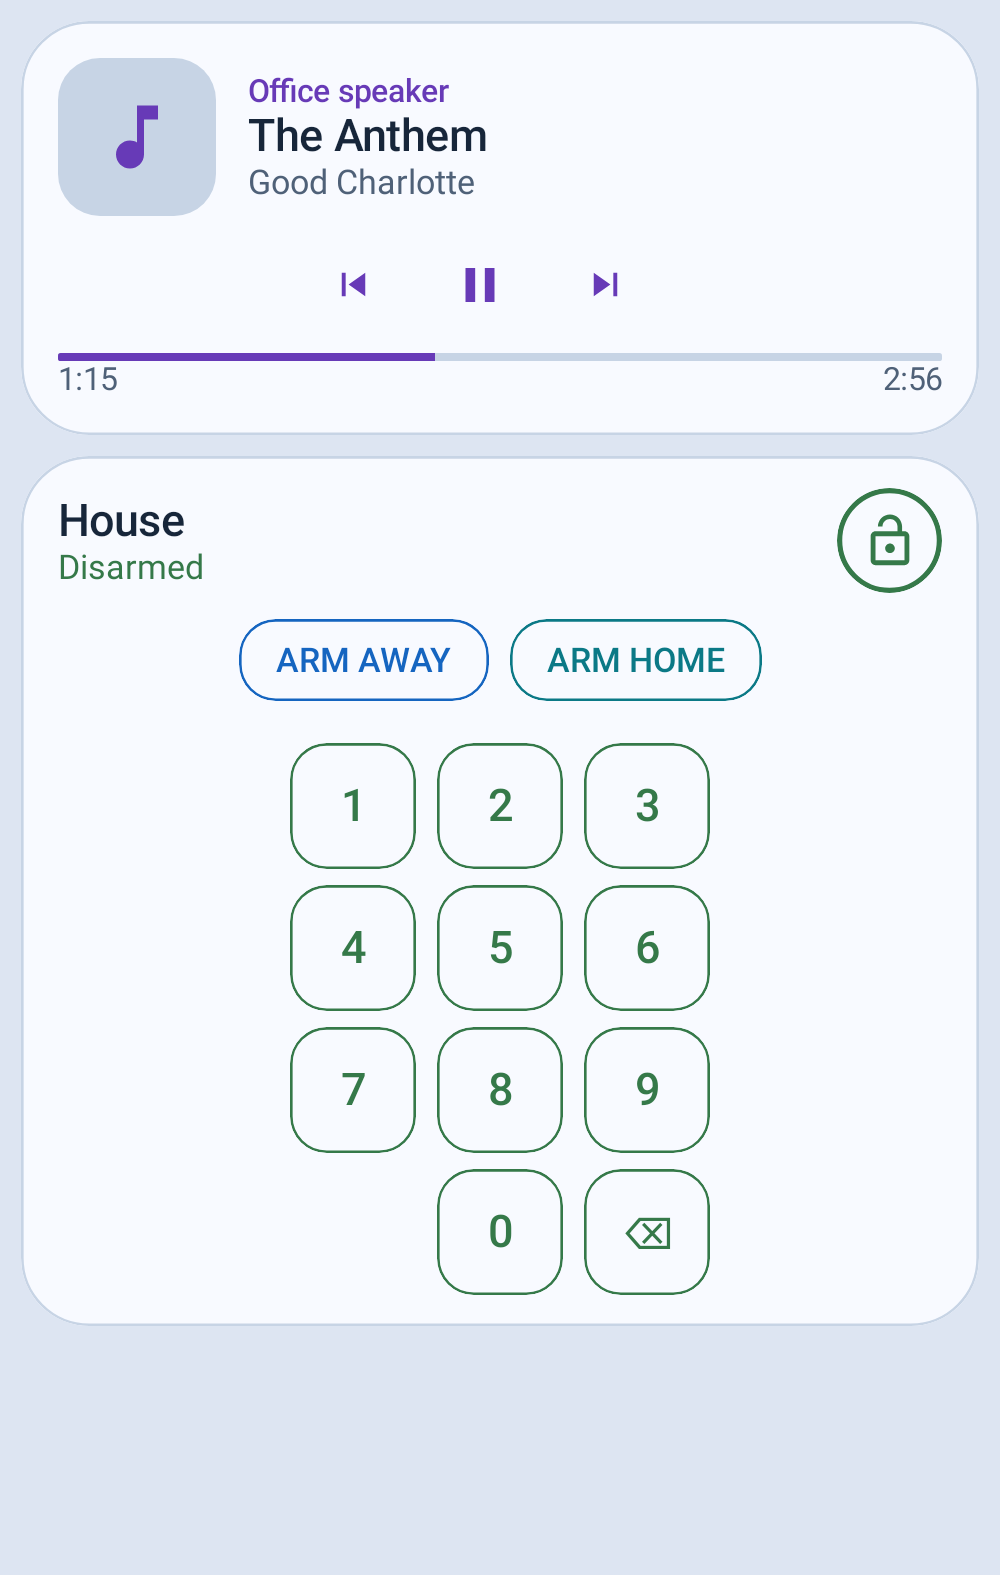 Office speaker
The Anthem
Good Charlotte
1:15 2:56
House
Disarmed
ARM AWAY ARM HOME
1 2 3
4 5 6
7 8 9
0